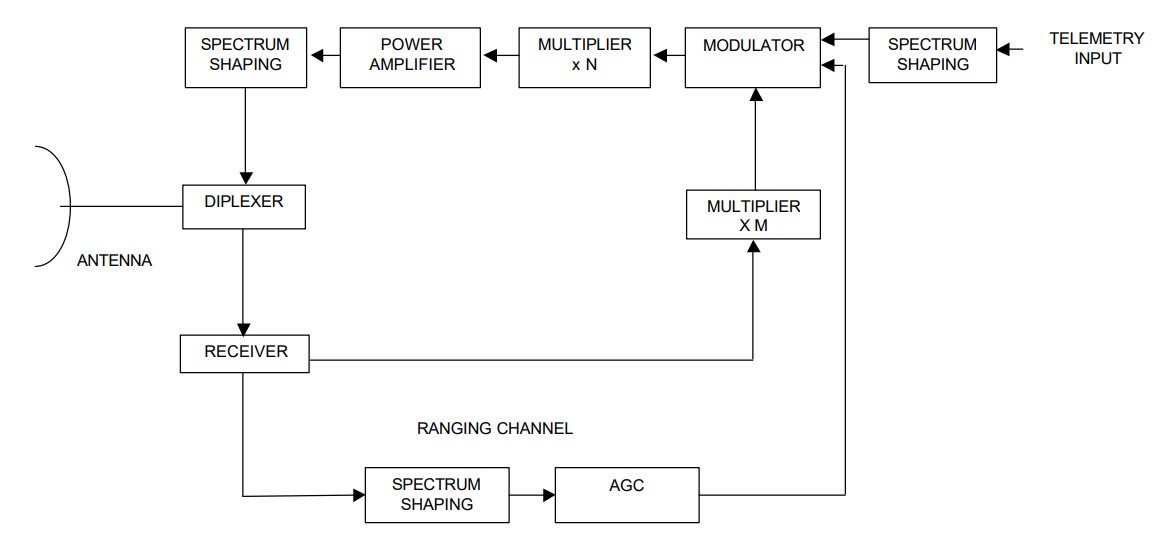 SPECTRUM
SHAPING
POWER
AMPLIFIER
MULTIPLIER
x N
MODULATOR
SPECTRUM
SHAPING
TELEMETRY
INPUT
DIPLEXER
MULTIPLIER
X M
ANTENNA
RECEIVER
RANGING CHANNEL
SPECTRUM
SHAPING
AGC